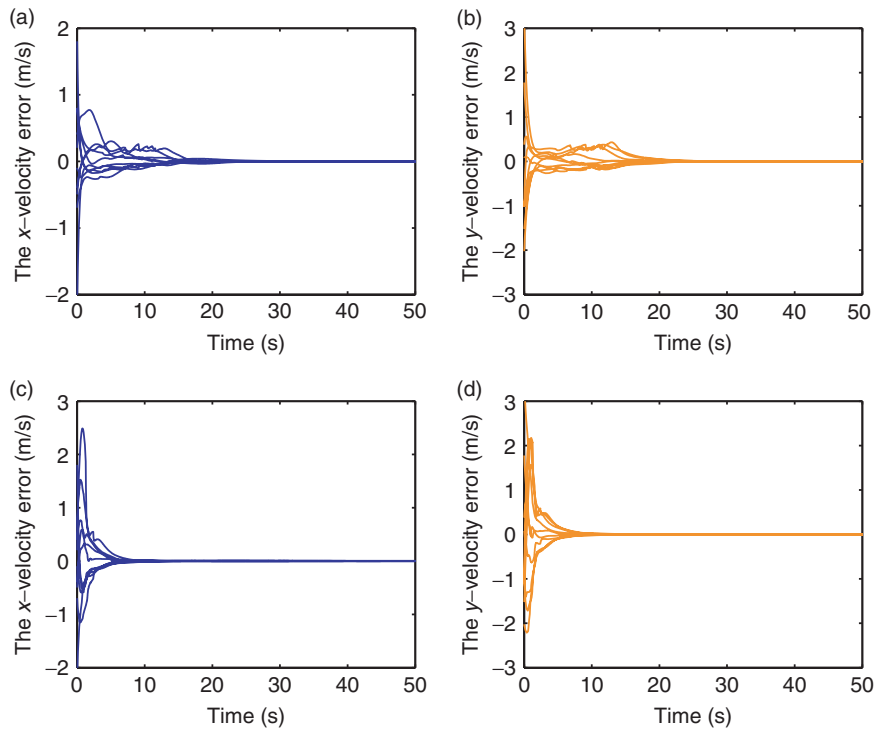 (a)
The x–velocity error (m/s)
2
1
0
–1
–2
0 10 20 30 40 50
Time (s)
(b)
The y–velocity error (m/s)
3
2
1
0
–1
–2
–3
0 10 20 30 40 50
Time (s)
(c)
The x–velocity error (m/s)
3
2
1
0
–1
–2
0 10 20 30 40 50
Time (s)
(d)
The y–velocity error (m/s)
3
2
1
0
–1
–2
–3
0 10 20 30 40 50
Time (s)